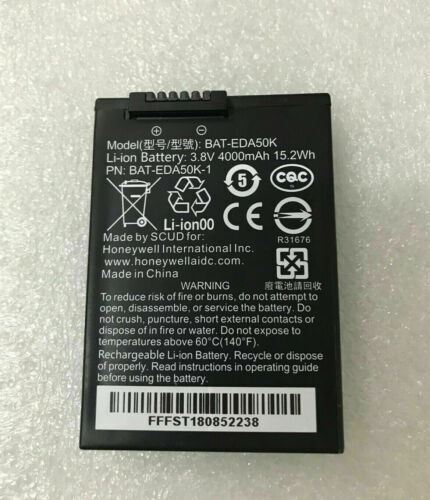 Model(型号/型號): BAT-EDA50K
Li-ion Battery: 3.8V 4000mAh 15.2Wh
PN: BAT-EDA50K-1
Li-ion00
5
CQC
R31676
Made by SCUD for
Honeywell International Inc.
www.honeywellaidc.com
Made in China
廢電池請回收
WARNING
To reduce risk of fire or burns, do not attempt to
open, disassemble, or service the battery pack. Do
not crush, puncture, short external contacts, or
dispose of in fire or water. Do not expose to
temperatures above 60°C(140°F).
Rechargeable Li-ion Battery. Recycle or dispose
of properly. Read instructions in operating guide
before using the battery.
FFFST180852238